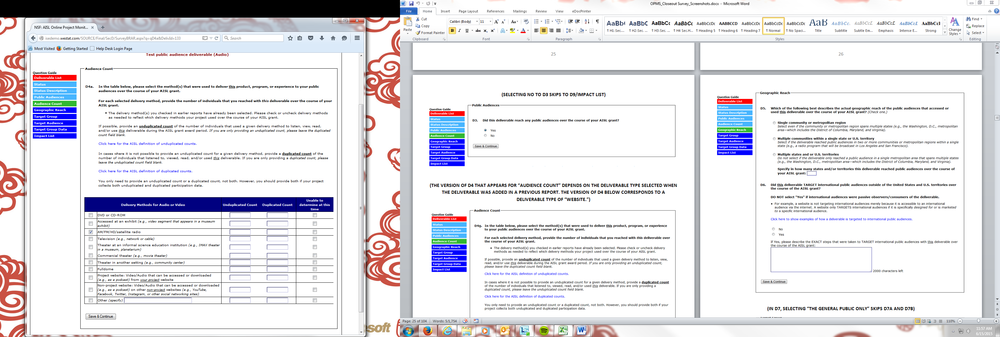 NSF: AISL Online Project Monit...
isedemo.westat.com/SOURCE/Final/SecD/SurveyBRAR.aspx?q=qD4a&DelivId=133
Search
Most Visited
Getting Started
Help Desk Login Page
Test public audience deliverable (Audio)
Question Guide
Deliverable List
Status
Status Description
Public Audiences
Audience Count
Geographic Reach
Target Group
Target Audience
Target Group Data
Impact List
Audience Count
D4a. In the table below, please select the method(s) that were used to deliver this product, program, or experience to your public
audiences over the course of your AISL grant.
For each selected delivery method, provide the number of individuals that you reached with this deliverable over the course of your
AISL grant.
• The delivery method(s) you checked in earlier reports have already been selected. Please check or uncheck delivery methods
as needed to reflect which delivery methods your project used over the course of your AISL grant.
If possible, provide an unduplicated count of the number of individuals that used a given delivery method to listen, view, read,
and/or use this deliverable during the AISL grant award period. If you are only providing an unduplicated count, please leave the duplicated
count field blank.
Click here for the AISL definition of unduplicated counts.
In cases where it is not possible to provide an unduplicated count for a given delivery method, provide a duplicated count of the
number of individuals that listened to, viewed, read, and/or used this deliverable. If you are only providing a duplicated count, please
leave the unduplicated count field blank.
Click here for the AISL definition of duplicated counts.
You only need to provide an unduplicated count or a duplicated count, not both. However, you should provide both if your project
collects both unduplicated and duplicated participation data.
Delivery Methods for Audio or Video
Unduplicated Count
Duplicated Count
Unable to
determine at this
time
DVD or CD-ROM
Accessed at an exhibit (e.g., video segment that appears in a museum
exhibit)
AM/FM/HD/satellite radio
Television (e.g., network or cable)
Theater at an informal science education institution (e.g., IMAX theater
in a museum, planetarium)
Commercial theater (e.g., movie theater)
Theater in another setting (e.g., community center)
Fulldome
Project website: Video/Audio that can be accessed or downloaded
(e.g., as a podcast) from your project website
Non-project website: Video/Audio that can be accessed or downloaded
(e.g., as a podcast) on other non-project websites (e.g., YouTube,
Facebook, Twitter, Instagram, or other social networking sites)
Other (specify)
Save & Continue
soft
OPMS_Closeout Survey_Screenshots.docx - Microsoft Word
File
Home
Insert
Page Layout
References
Mailings
Review
View
eDocPrinter
Paste
Cut
Copy
Format Painter
Clipboard
Calibri (Body)
11
Font
Paragraph
AaBb( AaBbC AaBbCc AaBbCc AaBbCcDc AABBCCD AaBbCcDc AaBbCcDc AaBbCcDc AaB AaBbCc. AaBbCcL AaBbCcL AaBbCcL AaBbCcl
¶ H1-Sec.... ¶ H2-Sec. ... ¶ H3-Sec. ... ¶ H4 Sec.H... ¶ Heading 5 ¶ Heading 6 ¶ Heading 7 ¶ Normal ¶ No Spaci... Title Subtitle Subtle Em... Emphasis Intense E... Strong
Styles
Change
Styles
Find
Replace
Select
Editing
25
26
(SELECTING NO TO D3 SKIPS TO D9/IMPACT LIST)
Question Guide
Deliverable List
Status
Status Description
Public Audiences
Audience Count
Geographic Reach
Target Group
Target Audience
Target Group Data
Impact List
Public Audiences
D3. Did this deliverable reach any public audiences over the course of your AISL grant?
Yes
No
Save & Continue
(THE VERSION OF D4 THAT APPEARS FOR “AUDIENCE COUNT” DEPENDS ON THE DELIVERABLE TYPE SELECTED WHEN
THE DELIVERABLE WAS ADDED IN A PREVIOUS REPORT. THE VERSION OF D4 BELOW CORRESPONDS TO A
DELIVERABLE TYPE OF “WEBSITE.”)
Question Guide
Deliverable List
Status
Status Description
Public Audiences
Audience Count
Geographic Reach
Target Group
Target Audience
Target Group Data
Impact List
Audience Count
D4g. In the table below, please select the method(s) that were used to deliver this product, program, or experience
to your public audiences over the course of your AISL grant.
For each selected delivery method, provide the number of individuals that you reached with this deliverable over
the course of your AISL grant.
• The delivery method(s) you checked in earlier reports have already been selected. Please check or uncheck delivery
methods as needed to reflect which delivery methods your project used over the course of your AISL grant.
If possible, provide an unduplicated count of the number of individuals that used a given delivery method to listen, view,
read, and/or use this deliverable during the AISL grant award period. If you are only providing an unduplicated count,
please leave the duplicated count field blank.
Click here for the AISL definition of unduplicated counts.
In cases where it is not possible to provide an unduplicated count for a given delivery method, provide a duplicated count
of the number of individuals that listened to, viewed, read, and/or used this deliverable. If you are only providing a
duplicated count, please leave the unduplicated count field blank.
Click here for the AISL definition of duplicated counts.
You only need to provide an unduplicated count or a duplicated count, not both. However, you should provide both if your
project collects both unduplicated and duplicated participation data.
Question Guide
Deliverable List
Status
Status Description
Public Audiences
Audience Count
Geographic Reach
Target Group
Target Audience
Target Group Data
Impact List
Geographic Reach
D5. Which of the following best describes the actual geographic reach of the public audiences that accessed or
used this deliverable over the course of your AISL grant? (Check one.)
Single community or metropolitan region
Select even if the community or metropolitan region spans multiple states (e.g., the Washington, D.C., metropolitan
area—which includes the District of Columbia, Maryland, and Virginia).
Multiple communities within a single state or U.S. territory
Select if the deliverable reached public audiences in two or more communities or metropolitan regions within a single
state (e.g., a radio program that will be broadcast in Los Angeles and San Francisco).
Multiple states and or U.S. territories
Do not select if the deliverable only reached a public audience in a single metropolitan area that spans multiple states
(e.g., the Washington, D.C., metropolitan area—which includes the District of Columbia, Maryland, and Virginia).
Specify in how many states and/or territories this deliverable reached public audiences over the course of
your AISL grant:
D6. Did this deliverable TARGET international public audiences outside of the United States and U.S. territories over
the course of the AISL grant?
DO NOT select "Yes" if international audiences were passive observers/consumers of the deliverable.
• For example, a website is not targeting international audiences merely because it is accessible to an international
audience via the internet. A website only TARGETS international audiences if it is specifically designed for or is marketed
to a specific international audience.
Click here to show examples of how a deliverable is targeted to international public audiences.
No
Yes
If Yes, please describe the EXACT steps that were taken to TARGET international public audiences with this deliverable over
the course of the AISL grant:
2000 characters left
Save & Continue
(IN D7, SELECTING “THE GENERAL PUBLIC ONLY” SKIPS D7A AND D7B)
Page: 25 of 104
Words: 5/1,754
110%
11:57 AM
6/15/2015